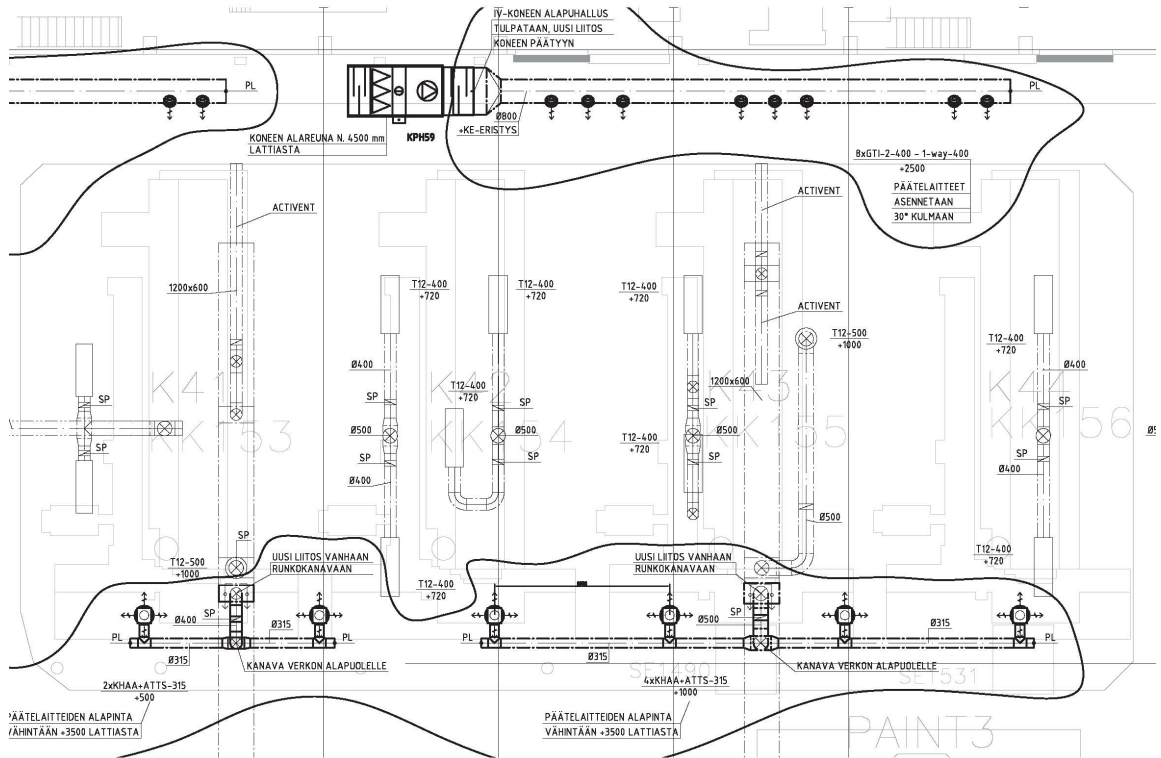 IV-KONEEN ALAPUHALLUS
TULPATAAN, UUSI LIITOS
KONEEN PÄÄTYYN
PL
PL
KONEEN ALAREUNA N. 4500 mm
LATTIASTA
KPH59
Ø800
+KE-ERISTYS
8xGTI-2-400 - 1-way-400
+2500
PÄÄTELAITTEET
ASENNETAAN
30° KULMAAN
ACTIVENT
ACTIVENT
1200x600
T12-400
+720
T12-400
+720
T12-400
+720
ACTIVENT
T12-500
+1000
T12-400
+720
Ø400
Ø400
K41
KK153
K42
KK154
K43
KK155
K44
KK156
T12-400
+720
1200x600
SP
SP
SP
SP
SP
Ø500
Ø500
T12-400
+720
Ø500
SP
SP
SP
SP
Ø400
Ø400
Ø500
SP
T12-500
+1000
UUSI LIITOS VANHAAN
RUNKOKANAVAAN
T12-400
+720
UUSI LIITOS VANHAAN
RUNKOKANAVAAN
T12-400
+720
SP
Ø400
Ø315
SP
Ø500
Ø315
PL
PL
PL
PL
Ø315
KANAVA VERKON ALAPUOLELLE
Ø315
KANAVA VERKON ALAPUOLELLE
SE1490
SET531
2xKHAA+ATTS-315
+500
4xKHAA+ATTS-315
+1000
PÄÄTELAITTEIDEN ALAPINTA
VÄHINTÄÄN +3500 LATTIASTA
PÄÄTELAITTEIDEN ALAPINTA
VÄHINTÄÄN +3500 LATTIASTA
PAINT3